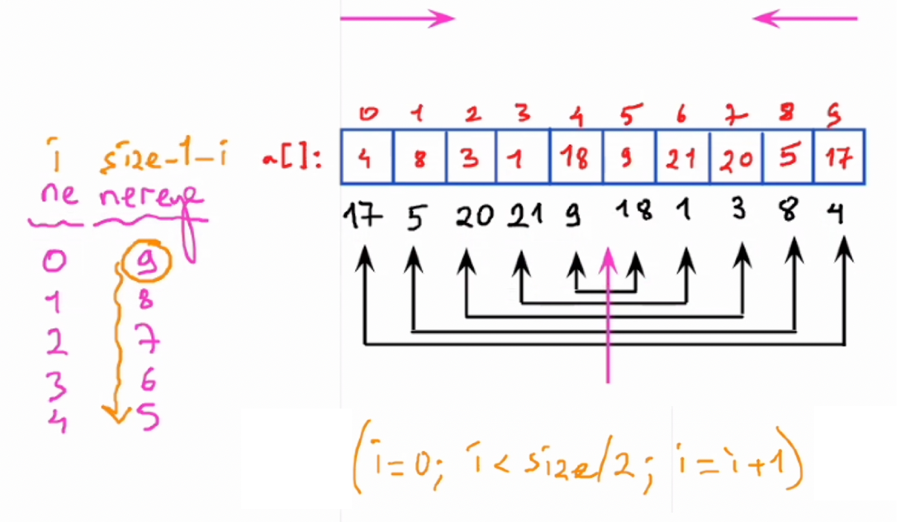 0 1 2 3 4 5 6 7 8 9
i size-1-i a[]: 4 8 3 1 18 9 21 20 5 17
ne nereye 17 5 20 21 9 18 1 3 8 4
0 9
1 8
2 7
3 6
4 5
(i=0; i<size/2; i=i+1)